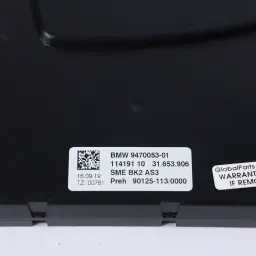 BMW 9470053-01
114191 10 31.653.906
SME BK2 AS3
Preh 90125-113/0000
16.09.19
TZ: 00761
GlobalParts
WARRANT
IF REMO